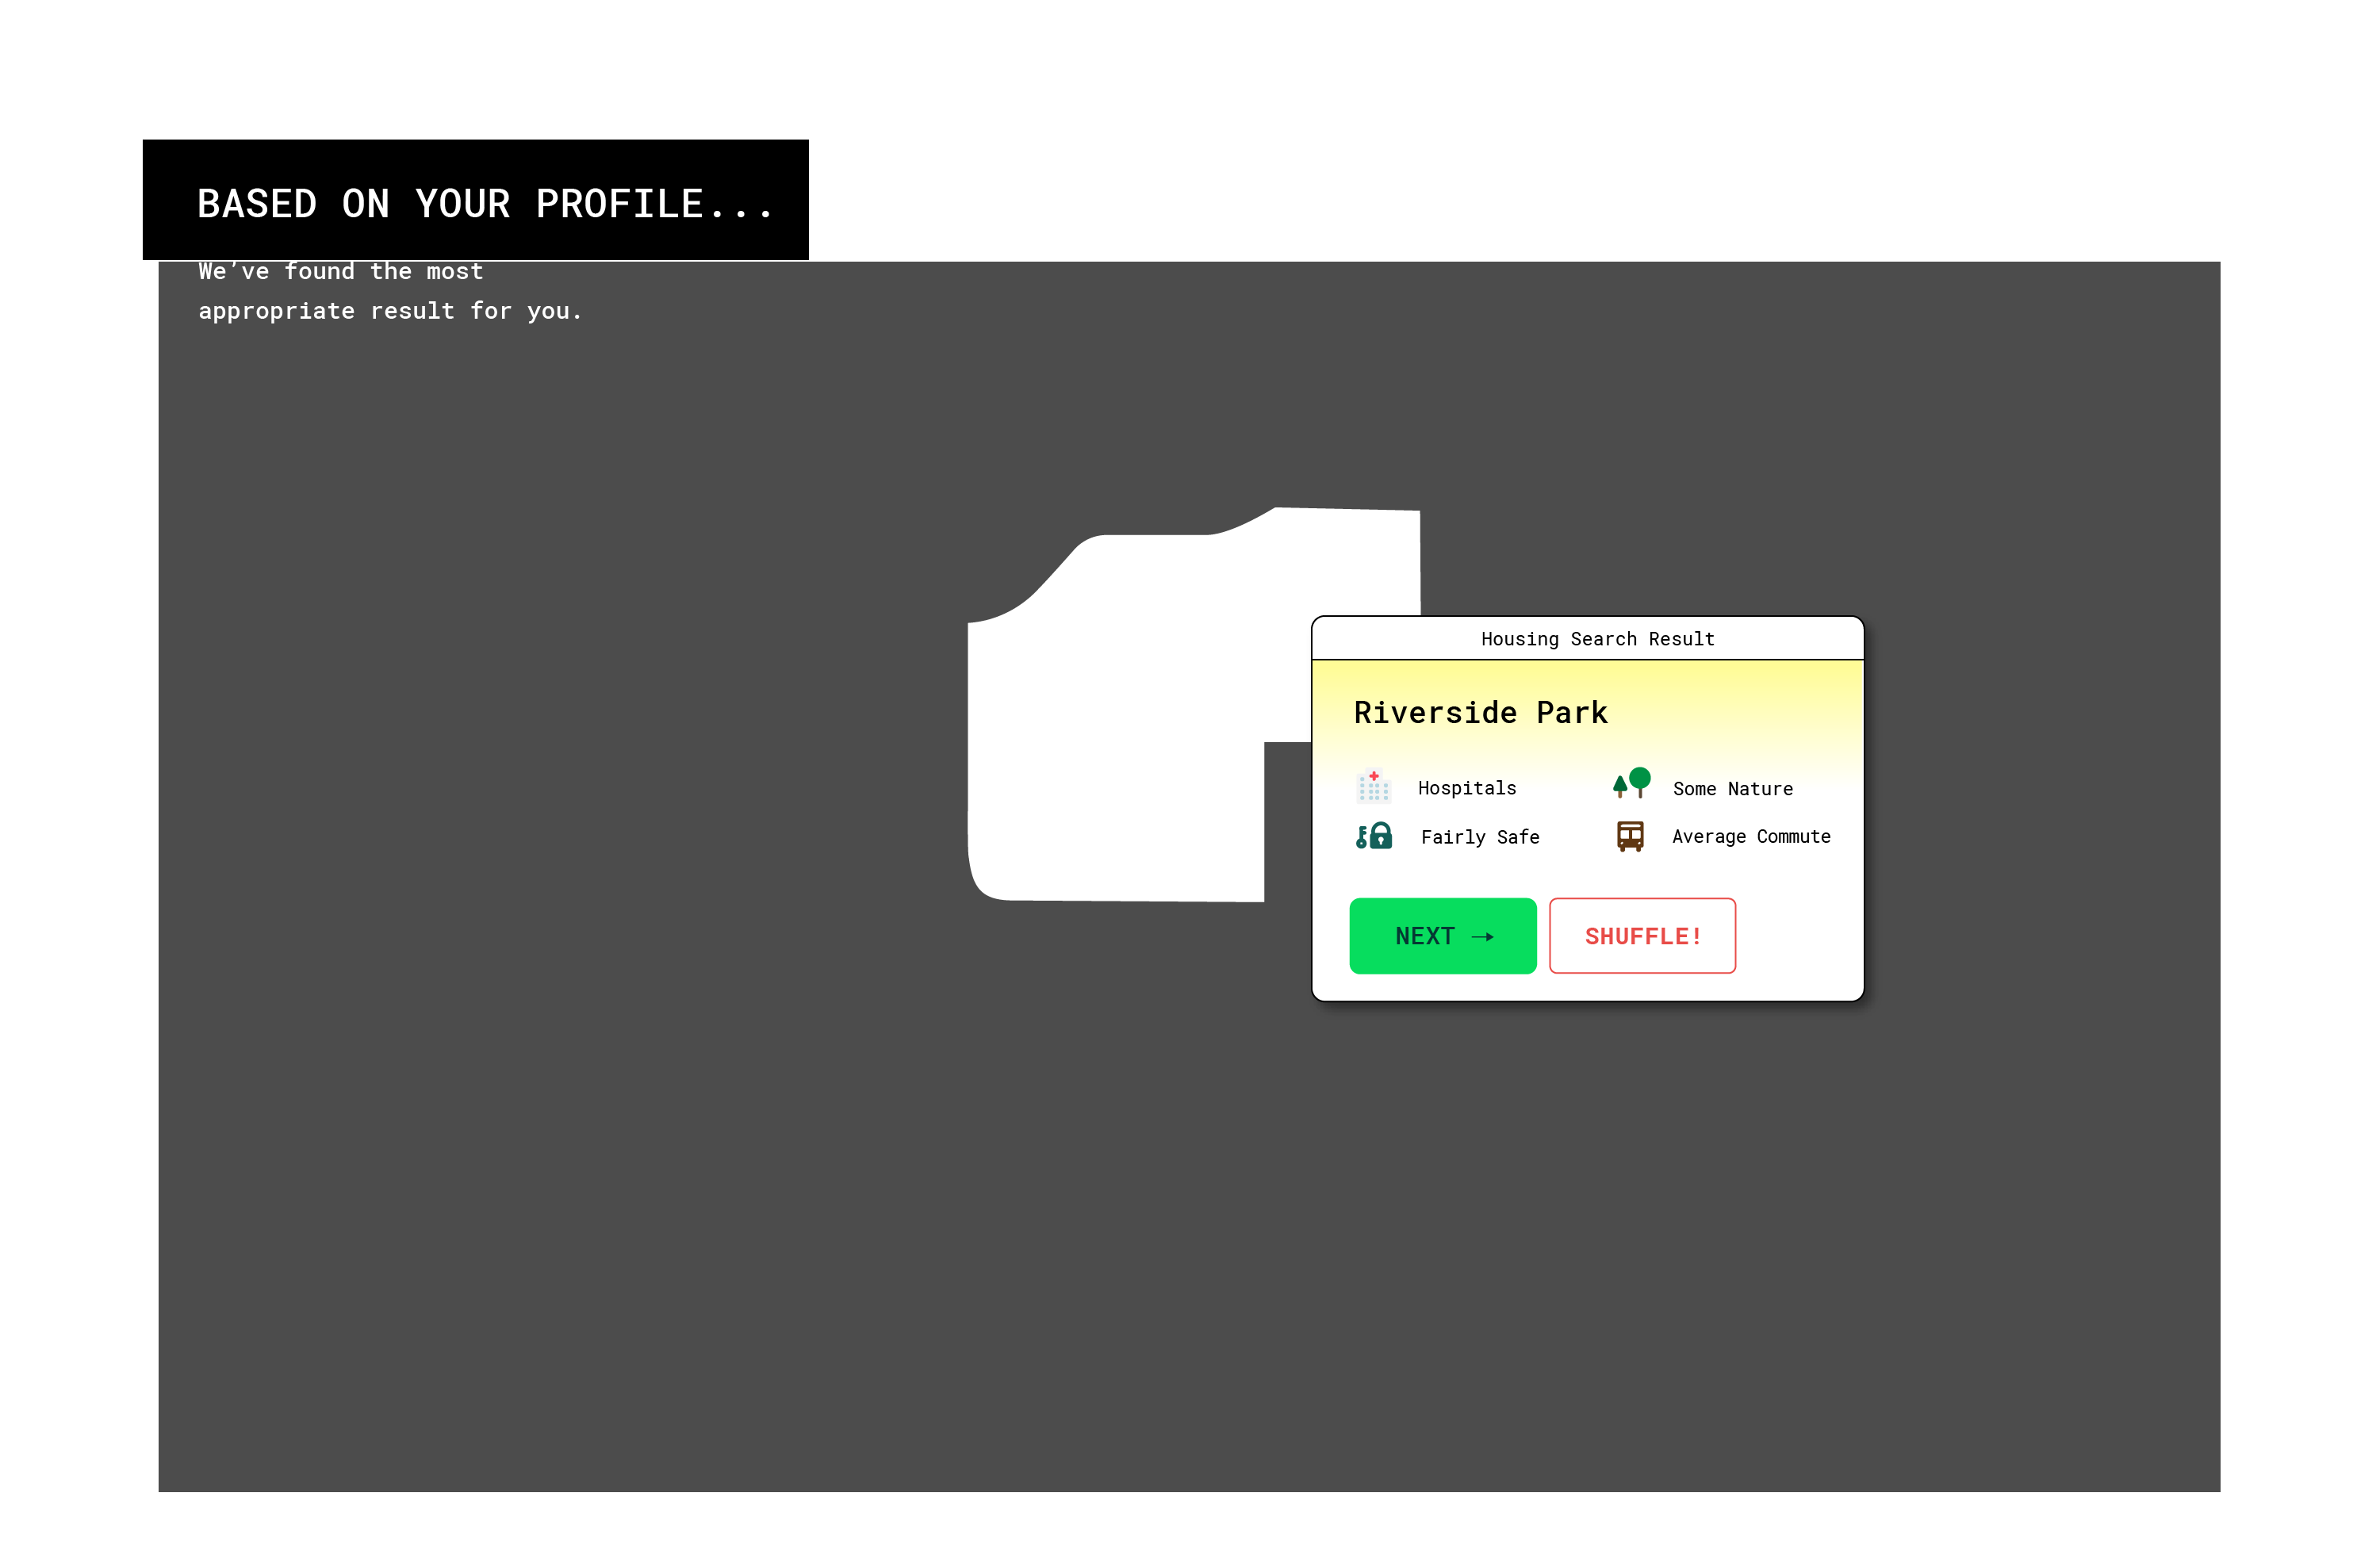 BASED ON YOUR PROFILE...
We’ve found the most
appropriate result for you.
Housing Search Result
Riverside Park
Hospitals
Some Nature
Fairly Safe
Average Commute
NEXT →
SHUFFLE!